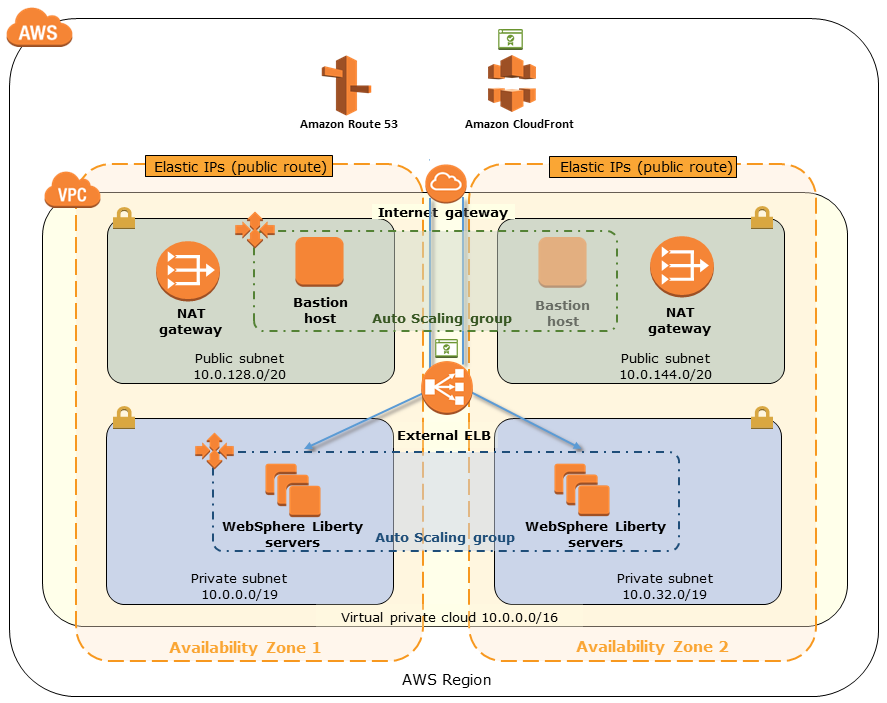 AWS
Amazon Route 53
Amazon CloudFront
Elastic IPs (public route)
Elastic IPs (public route)
VPC
Internet gateway
NAT
gateway
Bastion
host
Auto Scaling group
Bastion
host
NAT
gateway
Public subnet
10.0.128.0/20
Public subnet
10.0.144.0/20
External ELB
WebSphere Liberty
servers
Auto Scaling group
WebSphere Liberty
servers
Private subnet
10.0.0.0/19
Private subnet
10.0.32.0/19
Virtual private cloud 10.0.0.0/16
Availability Zone 1
Availability Zone 2
AWS Region